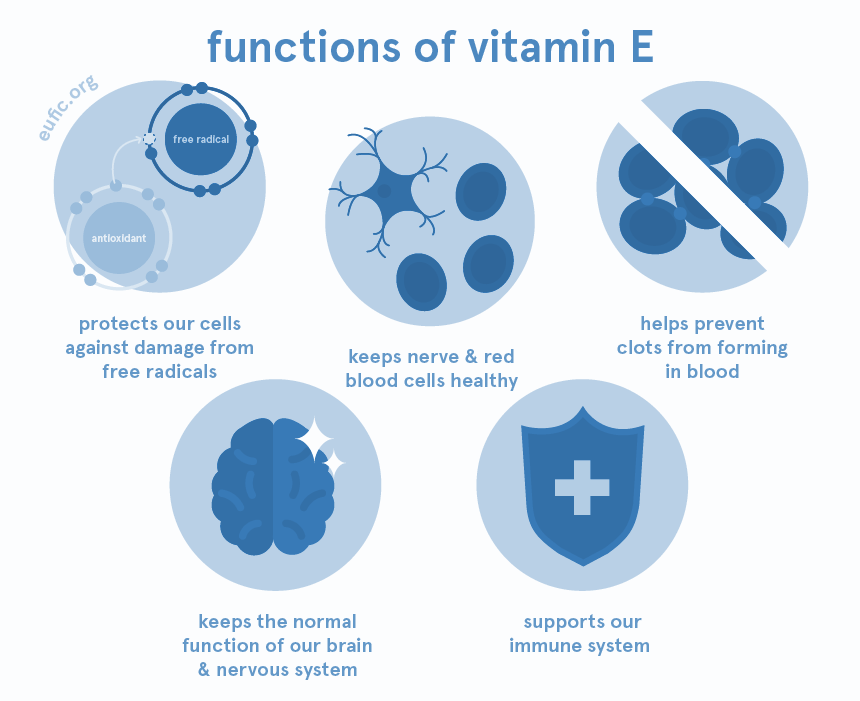 functions of vitamin E
eufic.org
free radical
antioxidant
protects our cells
against damage from
free radicals
keeps nerve & red
blood cells healthy
helps prevent
clots from forming
in blood
keeps the normal
function of our brain
& nervous system
supports our
immune system